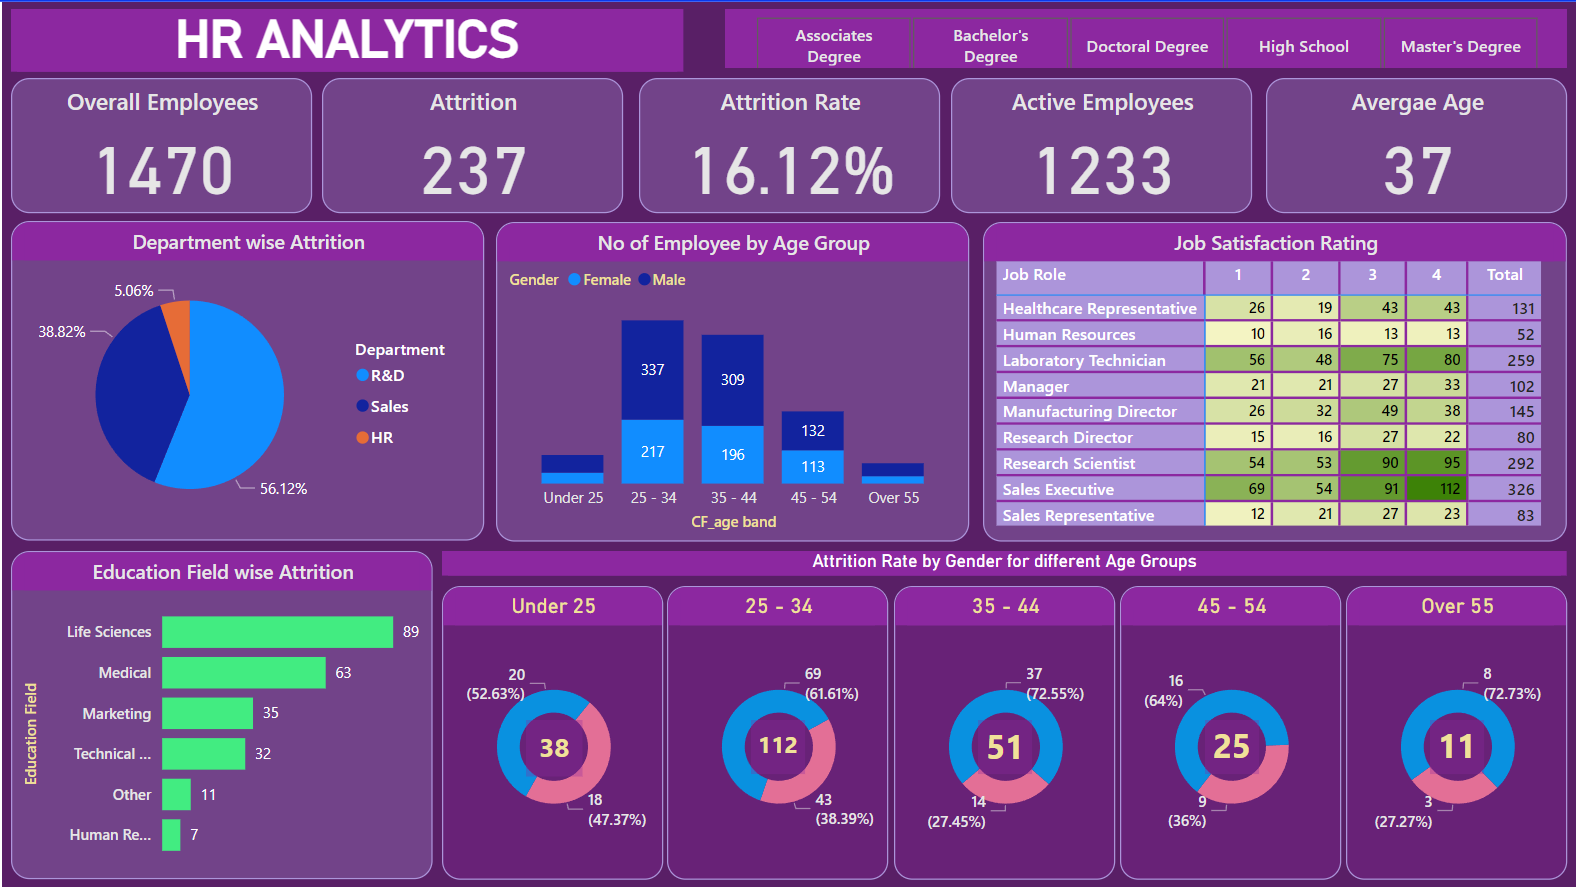 HR ANALYTICS
Associates
Degree
Bachelor's
Degree
Doctoral Degree
High School
Master's Degree
Overall Employees
1470
Attrition
237
Attrition Rate
16.12%
Active Employees
1233
Avergae Age
37
Department wise Attrition
5.06%
38.82%
56.12%
Department
R&D
Sales
HR
No of Employee by Age Group
Gender Female Male
337
309
132
217
196
113
Under 25 25 - 34 35 - 44 45 - 54 Over 55
CF_age band
Job Satisfaction Rating
Job Role 1 2 3 4 Total
Healthcare Representative 26 19 43 43 131
Human Resources 10 16 13 13 52
Laboratory Technician 56 48 75 80 259
Manager 21 21 27 33 102
Manufacturing Director 26 32 49 38 145
Research Director 15 16 27 22 80
Research Scientist 54 53 90 95 292
Sales Executive 69 54 91 112 326
Sales Representative 12 21 27 23 83
Education Field wise Attrition
Education Field
Life Sciences 89
Medical 63
Marketing 35
Technical ... 32
Other 11
Human Re... 7
Attrition Rate by Gender for different Age Groups
Under 25
20
(52.63%)
38
18
(47.37%)
25 - 34
69
(61.61%)
112
43
(38.39%)
35 - 44
37
(72.55%)
51
14
(27.45%)
45 - 54
16
(64%)
25
9
(36%)
Over 55
8
(72.73%)
11
3
(27.27%)